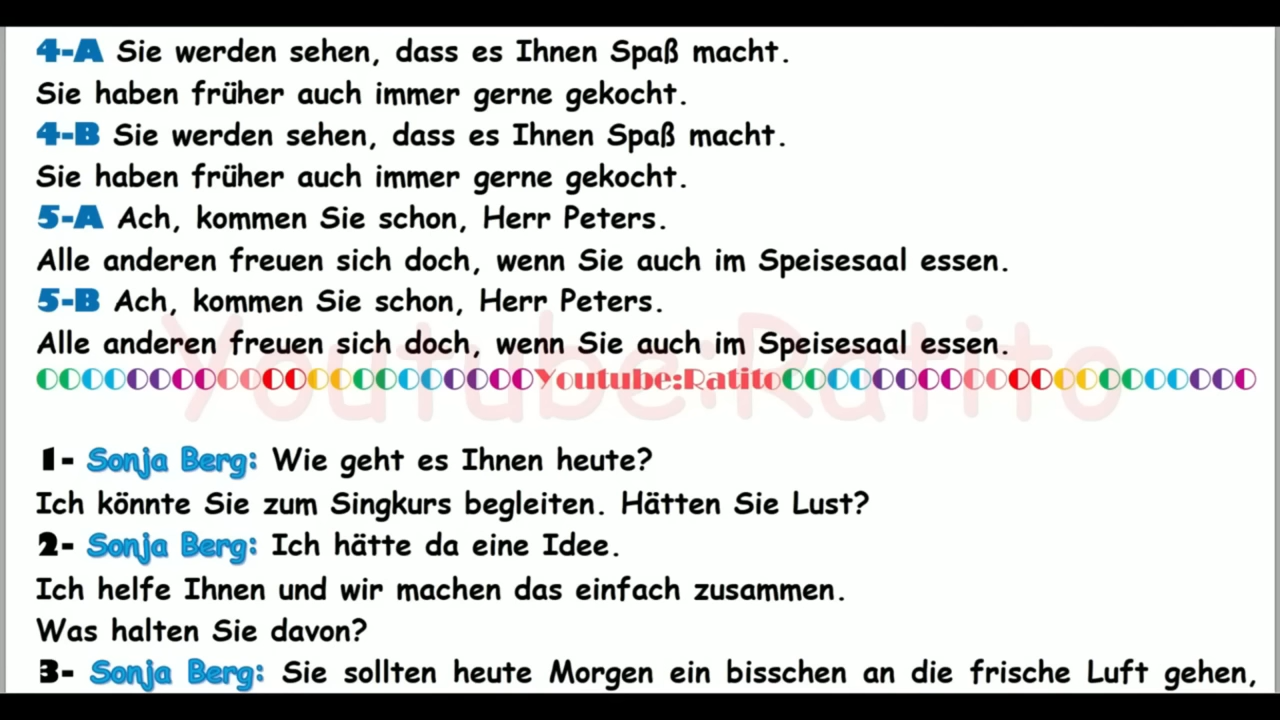 4-A Sie werden sehen, dass es Ihnen Spaß macht.
Sie haben früher auch immer gerne gekocht.
4-B Sie werden sehen, dass es Ihnen Spaß macht.
Sie haben früher auch immer gerne gekocht.
5-A Ach, kommen Sie schon, Herr Peters.
Alle anderen freuen sich doch, wenn Sie auch im Speisesaal essen.
5-B Ach, kommen Sie schon, Herr Peters.
Alle anderen freuen sich doch, wenn Sie auch im Speisesaal essen.
Youtube:Ratito
Youtube:Ratito
1- Sonja Berg: Wie geht es Ihnen heute?
Ich könnte Sie zum Singkurs begleiten. Hätten Sie Lust?
2- Sonja Berg: Ich hätte da eine Idee.
Ich helfe Ihnen und wir machen das einfach zusammen.
Was halten Sie davon?
3- Sonja Berg: Sie sollten heute Morgen ein bisschen an die frische Luft gehen,